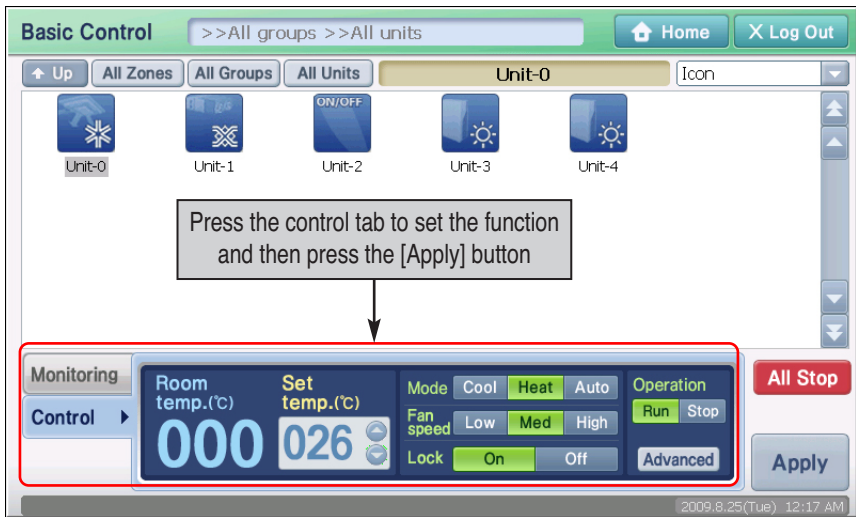 Basic Control >>All groups >>All units Home X Log Out
Up All Zones All Groups All Units Unit-0 Icon
ON/OFF
Unit-0 Unit-1 Unit-2 Unit-3 Unit-4
Press the control tab to set the function
and then press the [Apply] button
Monitoring
Control
Room
temp.(℃)
000
Set
temp.(℃)
026
Mode Cool Heat Auto
Fan
speed Low Med High
Lock On Off
Operation
Run Stop
Advanced
All Stop
Apply
2009.8.25(Tue) 12:17 AM